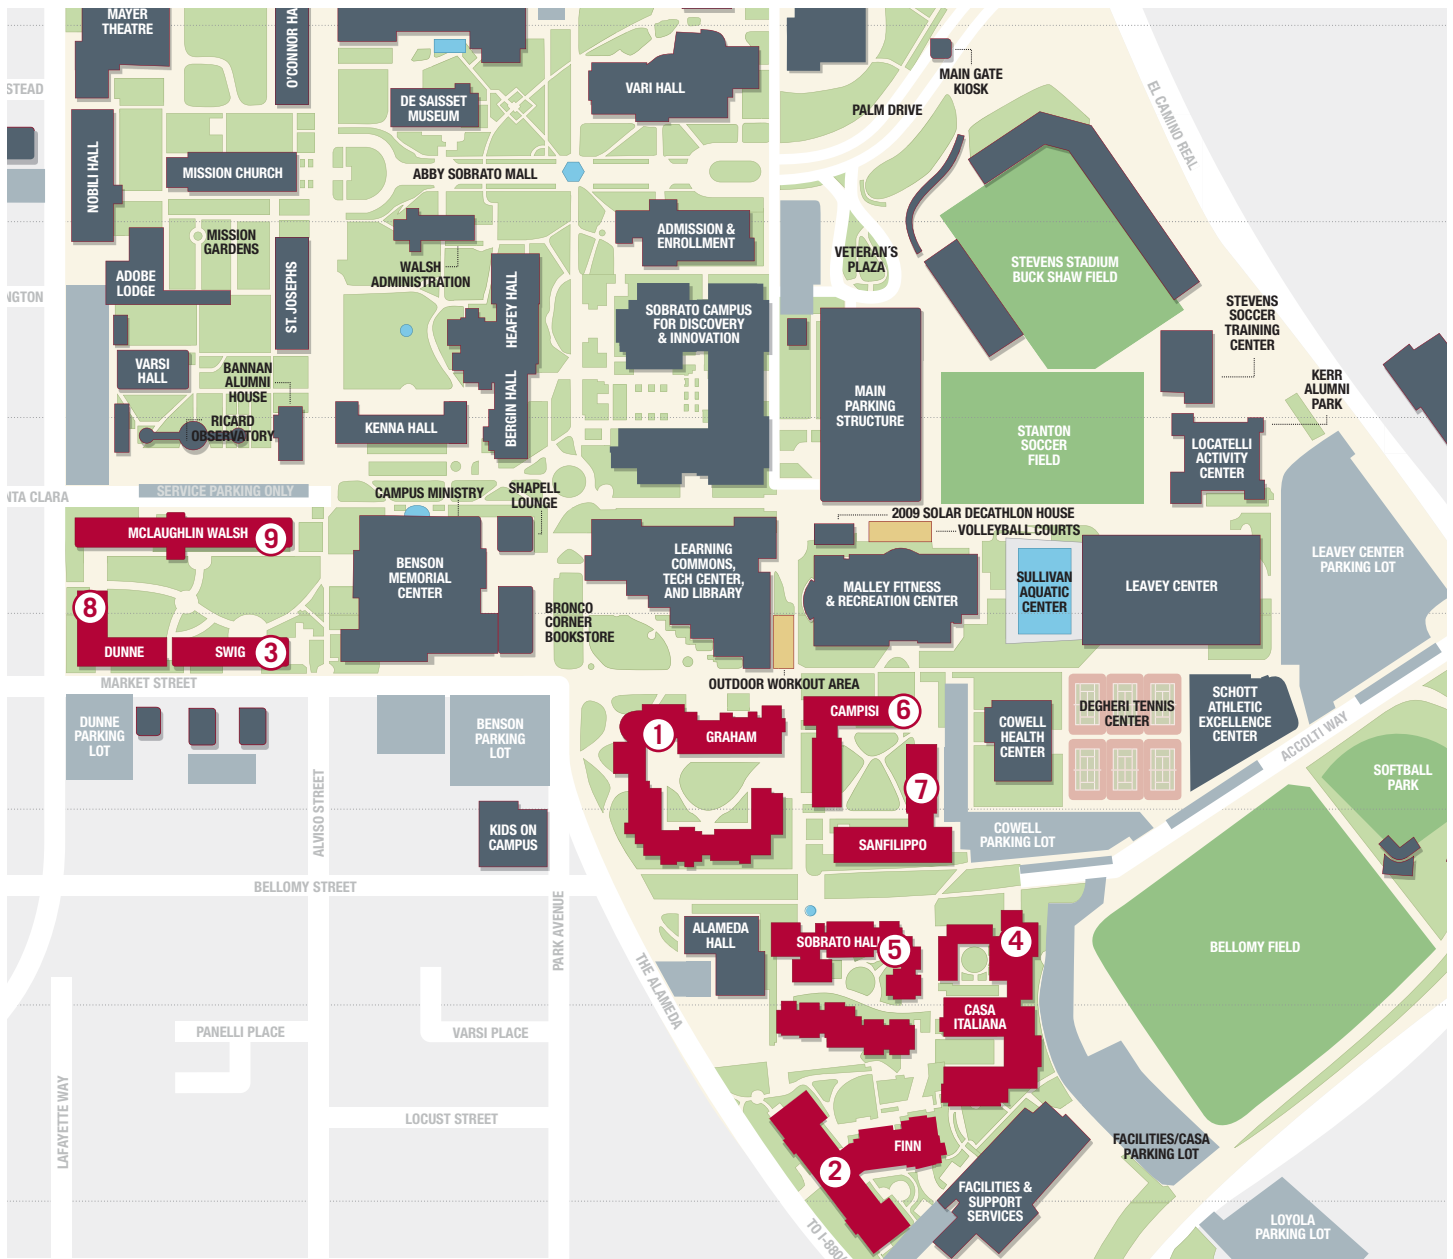 MAYER
THEATRE
O'CONNOR HA
STEAD
DE SAISSET
MUSEUM
VARI HALL
MAIN GATE
KIOSK
PALM DRIVE
EL CAMINO REAL
NOBILI HALL
MISSION CHURCH
ABBY SOBRATO MALL
MISSION
GARDENS
ADMISSION &
ENROLLMENT
VETERAN'S
PLAZA
STEVENS STADIUM
BUCK SHAW FIELD
WALSH
ADMINISTRATION
ADOBE
LODGE
NGTON
ST. JOSEPHS
HEAFEY HALL
SOBRATO CAMPUS
FOR DISCOVERY
& INNOVATION
STEVENS
SOCCER
TRAINING
CENTER
VARSI
HALL
BANNAN
ALUMNI
HOUSE
KERR
ALUMNI
PARK
MAIN
PARKING
STRUCTURE
RICARD
OBSERVATORY
KENNA HALL
BERGIN HALL
STANTON
SOCCER
FIELD
LOCATELLI
ACTIVITY
CENTER
NTA CLARA
SERVICE PARKING ONLY
CAMPUS MINISTRY
SHAPELL
LOUNGE
2009 SOLAR DECATHLON HOUSE
VOLLEYBALL COURTS
MCLAUGHLIN WALSH
9
BENSON
MEMORIAL
CENTER
LEARNING
COMMONS,
TECH CENTER,
AND LIBRARY
MALLEY FITNESS
& RECREATION CENTER
SULLIVAN
AQUATIC
CENTER
LEAVEY CENTER
LEAVEY CENTER
PARKING LOT
8
BRONCO
CORNER
BOOKSTORE
DUNNE
SWIG
3
MARKET STREET
OUTDOOR WORKOUT AREA
DUNNE
PARKING
LOT
BENSON
PARKING
LOT
1
GRAHAM
CAMPISI
6
COWELL
HEALTH
CENTER
DEGHERI TENNIS
CENTER
SCHOTT
ATHLETIC
EXCELLENCE
CENTER
ACCOLTI WAY
SOFTBALL
PARK
7
ALVISO STREET
KIDS ON
CAMPUS
SANFILIPPO
COWELL
PARKING LOT
BELLOMY STREET
PARK AVENUE
ALAMEDA
HALL
SOBRATO HALL
5
4
BELLOMY FIELD
THE ALAMEDA
CASA
ITALIANA
PANELLI PLACE
VARSI PLACE
LAFAYETTE WAY
LOCUST STREET
FINN
2
FACILITIES/CASA
PARKING LOT
FACILITIES &
SUPPORT
SERVICES
TO I-880
LOYOLA
PARKING LOT